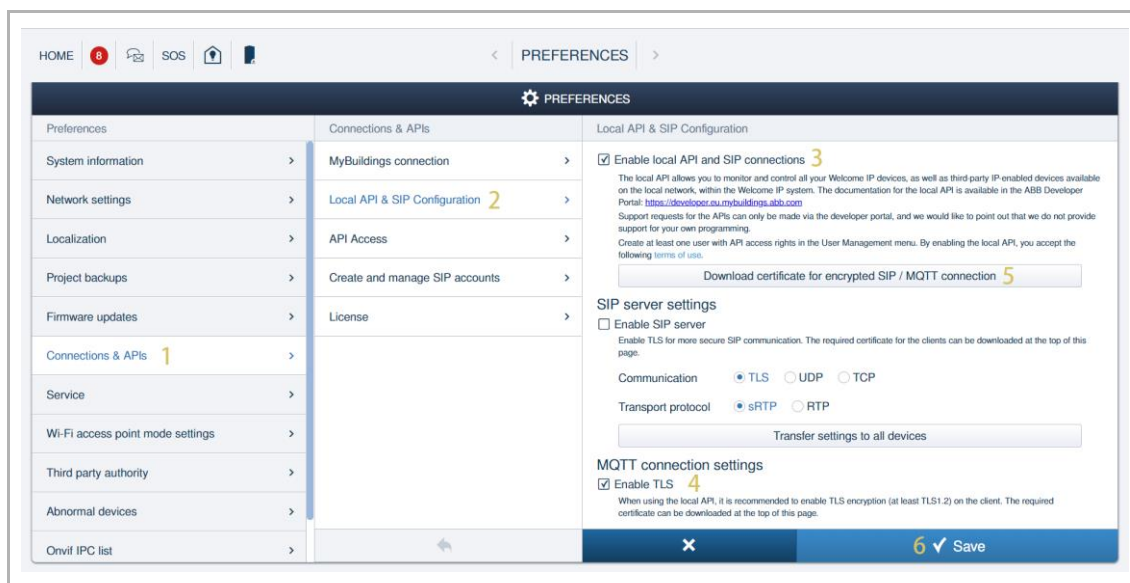 HOME 8 SOS < PREFERENCES >
PREFERENCES
Preferences
System information >
Network settings >
Localization >
Project backups >
Firmware updates >
Connections & APIs 1 >
Service >
Wi-Fi access point mode settings >
Third party authority >
Abnormal devices >
Onvif IPC list >
Connections & APIs
MyBuildings connection >
Local API & SIP Configuration 2 >
API Access >
Create and manage SIP accounts >
License >
Local API & SIP Configuration
Enable local API and SIP connections 3
The local API allows you to monitor and control all your Welcome IP devices, as well as third-party IP-enabled devices available
on the local network, within the Welcome IP system. The documentation for the local API is available in the ABB Developer
Portal: https://developer.eu.mybuildings.abb.com
Support requests for the APIs can only be made via the developer portal, and we would like to point out that we do not provide
support for your own programming.
Create at least one user with API access rights in the User Management menu. By enabling the local API, you accept the
following terms of use.
Download certificate for encrypted SIP / MQTT connection 5
SIP server settings
Enable SIP server
Enable TLS for more secure SIP communication. The required certificate for the clients can be downloaded at the top of this
page.
Communication TLS UDP TCP
Transport protocol sRTP RTP
Transfer settings to all devices
MQTT connection settings
Enable TLS 4
When using the local API, it is recommended to enable TLS encryption (at least TLS1.2) on the client. The required
certificate can be downloaded at the top of this page.
6 Save